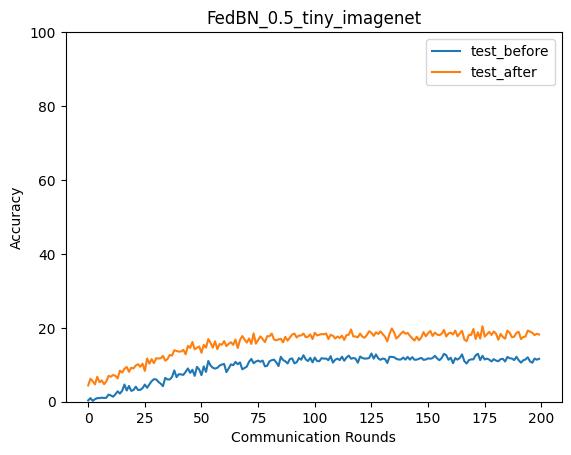 FedBN_0.5_tiny_imagenet
test_before
test_after
Accuracy
100
80
60
40
20
0
0 25 50 75 100 125 150 175 200
Communication Rounds